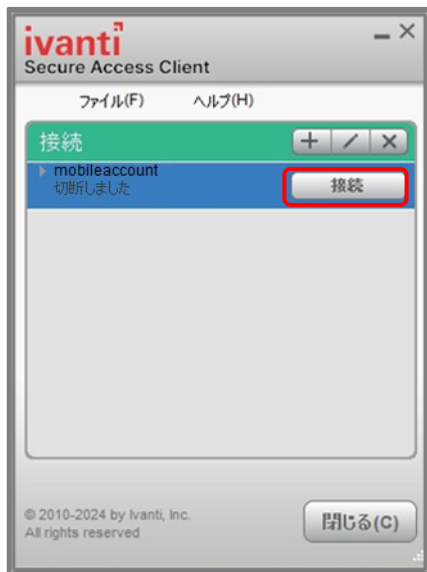 ivanti
Secure Access Client
ファイル(F) ヘルプ(H)
接続
mobileaccount
切断しました
接続
© 2010-2024 by Ivanti, Inc.
All rights reserved
閉じる(C)